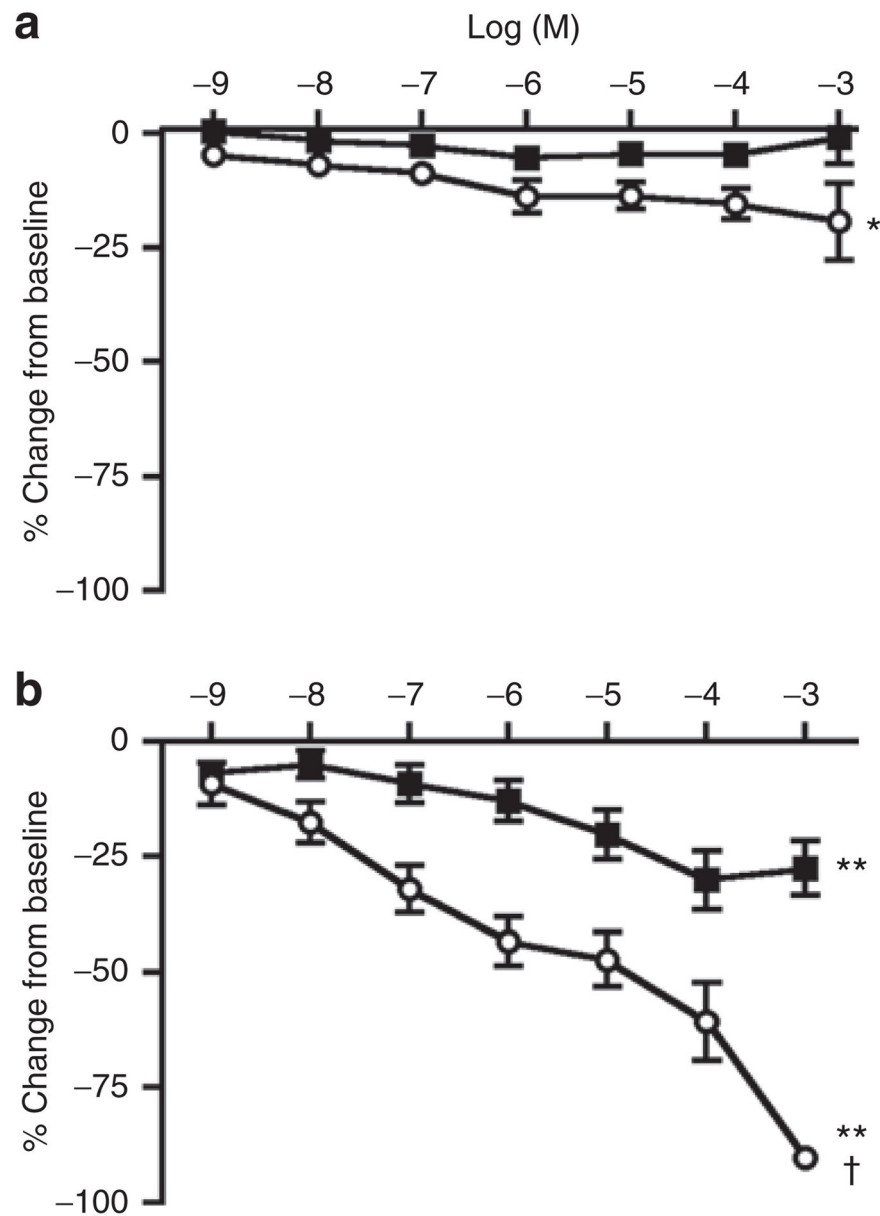 a
Log (M)
–9 –8 –7 –6 –5 –4 –3
0
–25
–50
–75
–100
% Change from baseline
*
b
–9 –8 –7 –6 –5 –4 –3
0
–25
–50
–75
–100
% Change from baseline
**
**
†